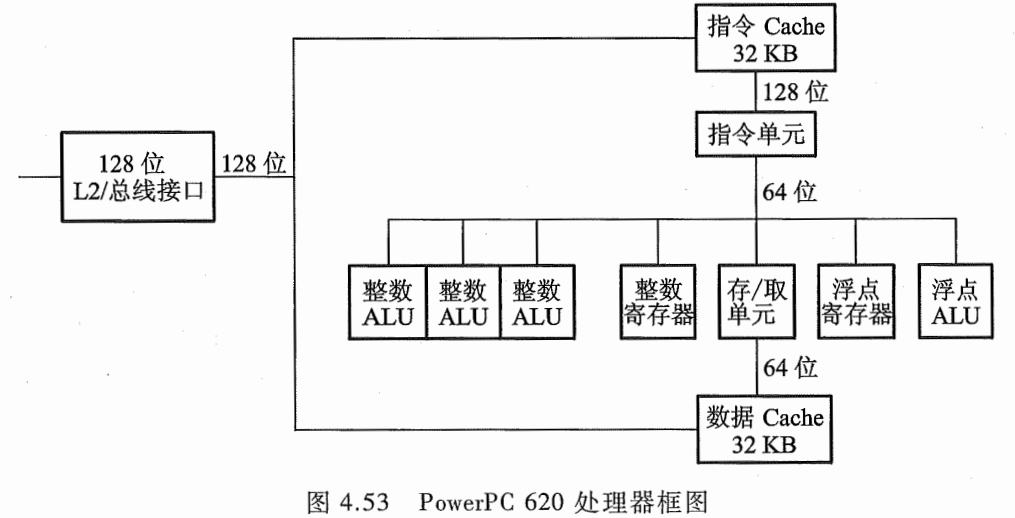 指令 Cache
32 KB
128 位
指令单元
128 位
L2/总线接口
128 位
64 位
整数
ALU
整数
ALU
整数
ALU
整数
寄存器
存/取
单元
浮点
寄存器
浮点
ALU
64 位
数据 Cache
32 KB
图 4.53 PowerPC 620 处理器框图